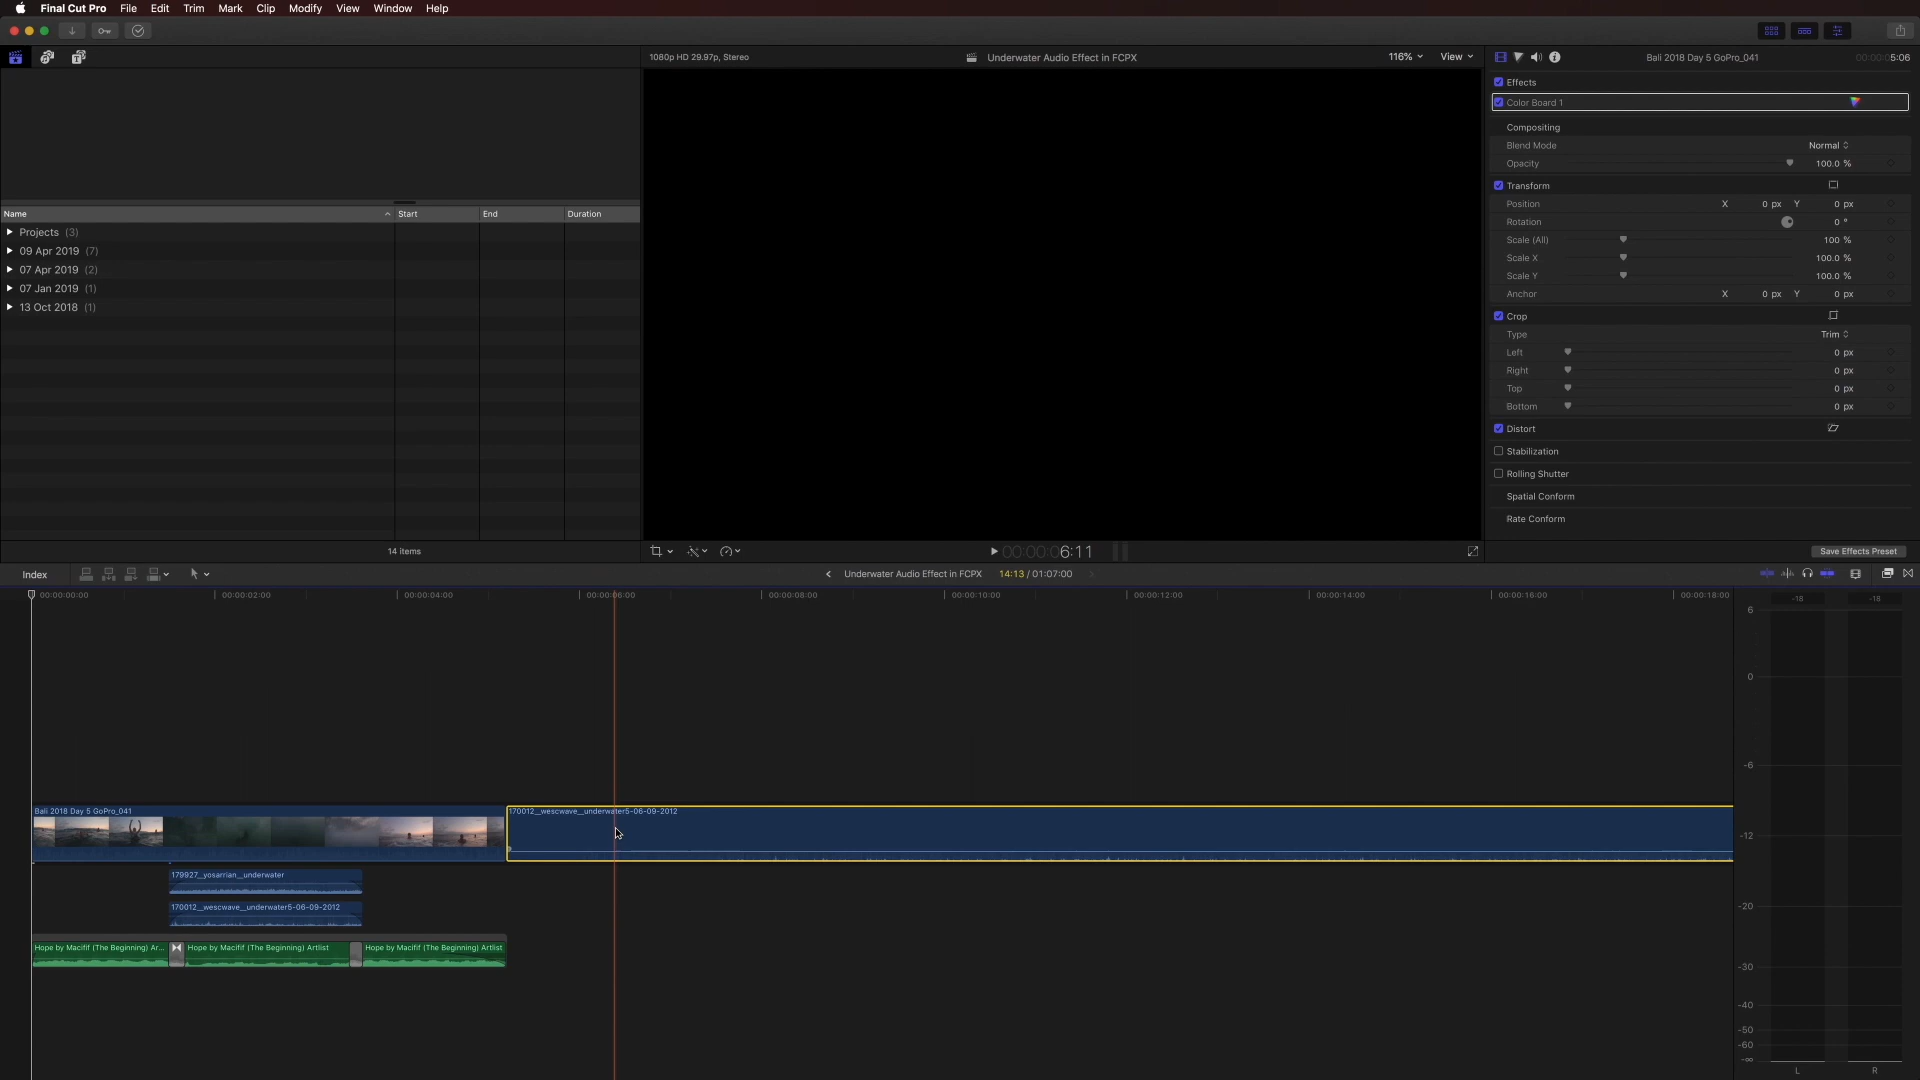 Final Cut Pro File Edit Trim Mark Clip Modify View Window Help
1080p HD 29.97p, Stereo
Underwater Audio Effect in FCPX
116%
View
Bali 2018 Day 5 GoPro_041
00:00:05:06
Effects
Color Board 1
Compositing
Blend Mode Normal
Opacity 100.0 %
Transform
Position X 0 px Y 0 px
Rotation 0 °
Scale (All) 100 %
Scale X 100.0 %
Scale Y 100.0 %
Anchor X 0 px Y 0 px
Crop
Type Trim
Left 0 px
Right 0 px
Top 0 px
Bottom 0 px
Distort
Stabilization
Rolling Shutter
Spatial Conform
Rate Conform
Save Effects Preset
Name Start End Duration
Projects (3)
09 Apr 2019 (7)
07 Apr 2019 (2)
07 Jan 2019 (1)
13 Oct 2018 (1)
14 items
00:00:06:11
Index
Underwater Audio Effect in FCPX
14:13 / 01:07:00
00:00:00:00 00:00:02:00 00:00:04:00 00:00:06:00 00:00:08:00 00:00:10:00 00:00:12:00 00:00:14:00 00:00:16:00 00:00:18:00
Bali 2018 Day 5 GoPro_041
170012__wescwave__underwater5-06-09-2012
179927__yosarrian__underwater
170012__wescwave__underwater5-06-09-2012
Hope by Macifif (The Beginning) Ar...
Hope by Macifif (The Beginning) Artlist
Hope by Macifif (The Beginning) Artlist
-18 -18
6
0
-6
-12
-20
-30
-40
-50
-60
-∞
L R